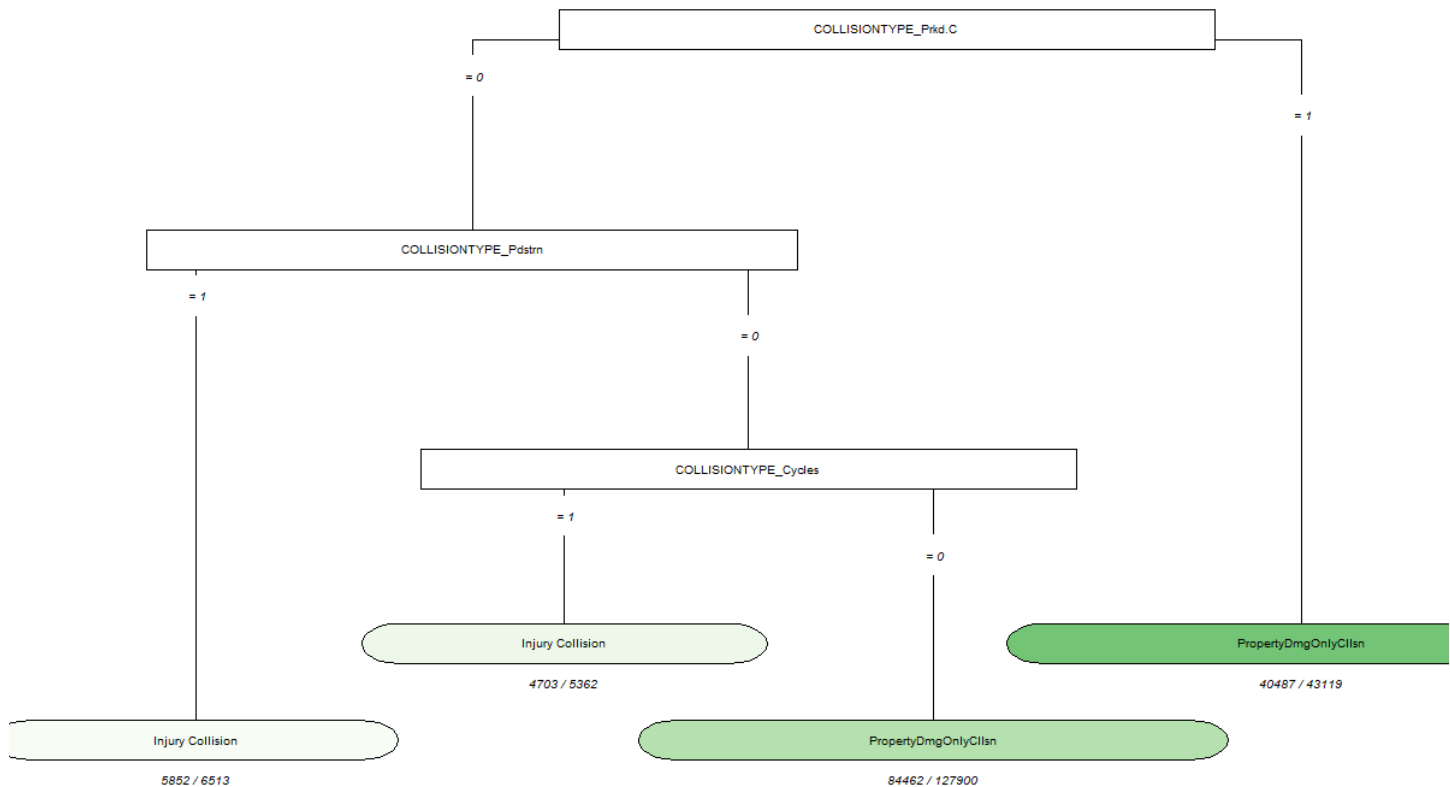 COLLISIONTYPE_Prkd.C
= 0
= 1
COLLISIONTYPE_Pdstrn
= 1
= 0
COLLISIONTYPE_Cycles
= 1
= 0
Injury Collision
4703 / 5362
PropertyDmgOnlyCllsn
40487 / 43119
Injury Collision
5852 / 6513
PropertyDmgOnlyCllsn
84462 / 127900